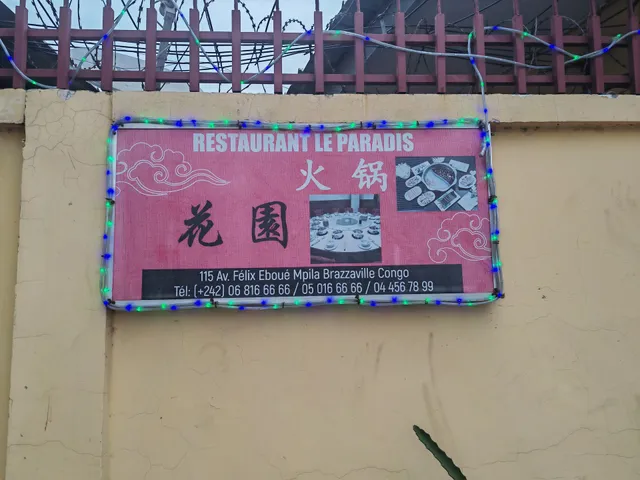 RESTAURANT LE PARADIS
火锅
花園
115 Av. Félix Eboué Mpila Brazzaville Congo
Tél: (+242) 06 816 66 66 / 05 016 66 66 / 04 456 78 99